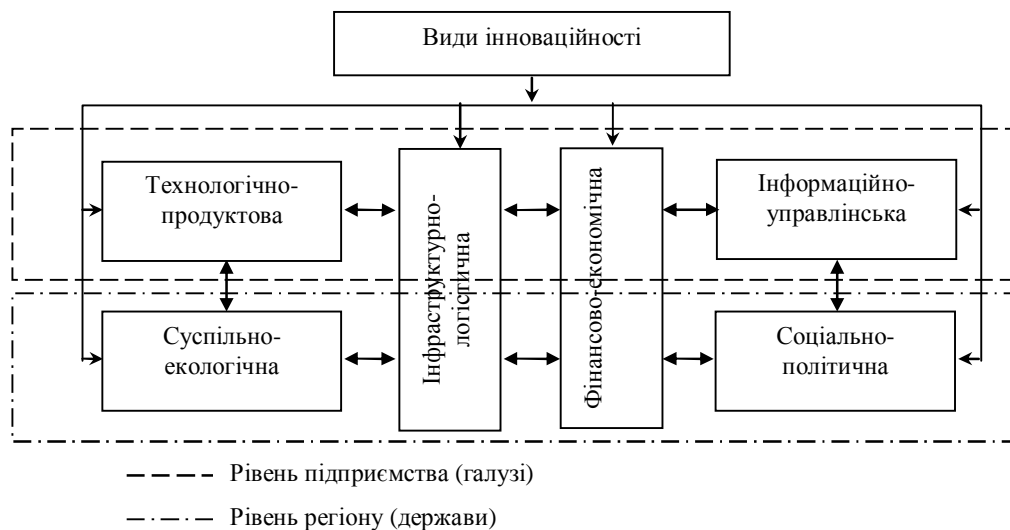 Види інноваційності
Технологічно-
продуктова
Інфраструктурно-
логістична
Фінансово-економічна
Інформаційно-
управлінська
Суспільно-
екологічна
Соціально-
політична
Рівень підприємства (галузі)
Рівень регіону (держави)